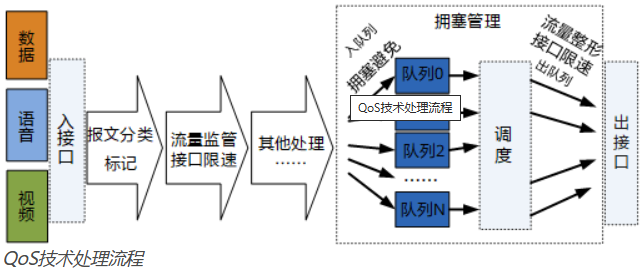 数据
语音
视频
入接口
报文分类
标记
流量监管
接口限速
其他处理
……
拥塞管理
入队列
拥塞避免
队列0
QoS技术处理流程
队列2
……
队列N
调度
流量整形
接口限速
出队列
出接口
QoS技术处理流程